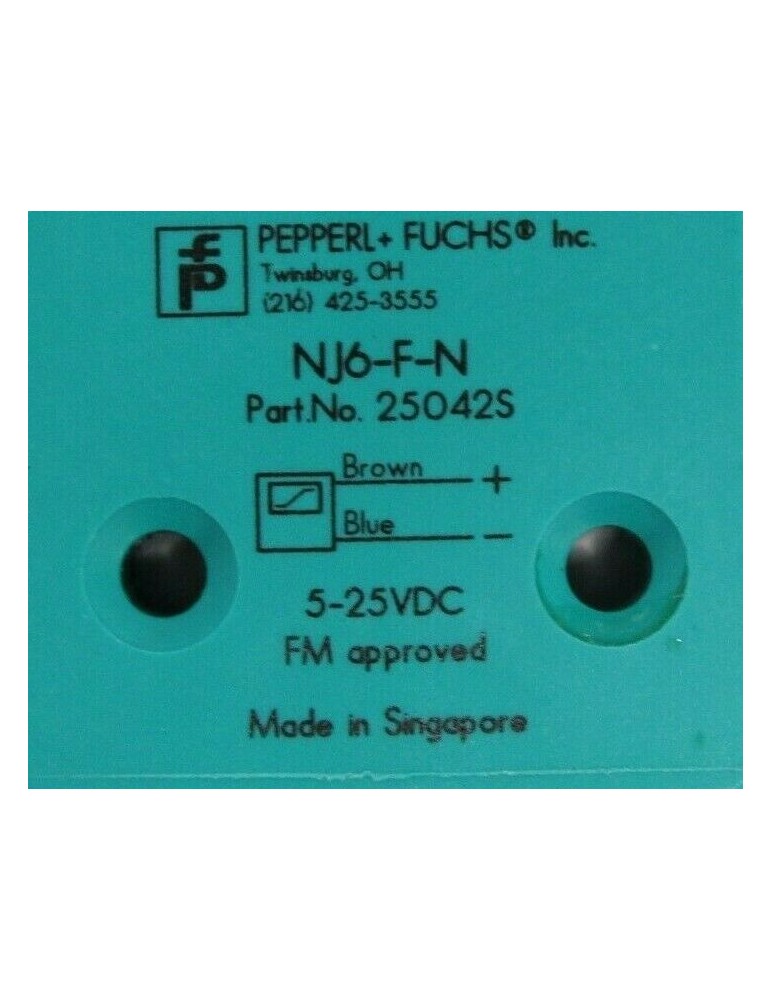 PEPPERL+ FUCHS® Inc.
Twinsburg, OH
(216) 425-3555
NJ6-F-N
Part.No. 25042S
Brown +
Blue -
5-25VDC
FM approved
Made in Singapore